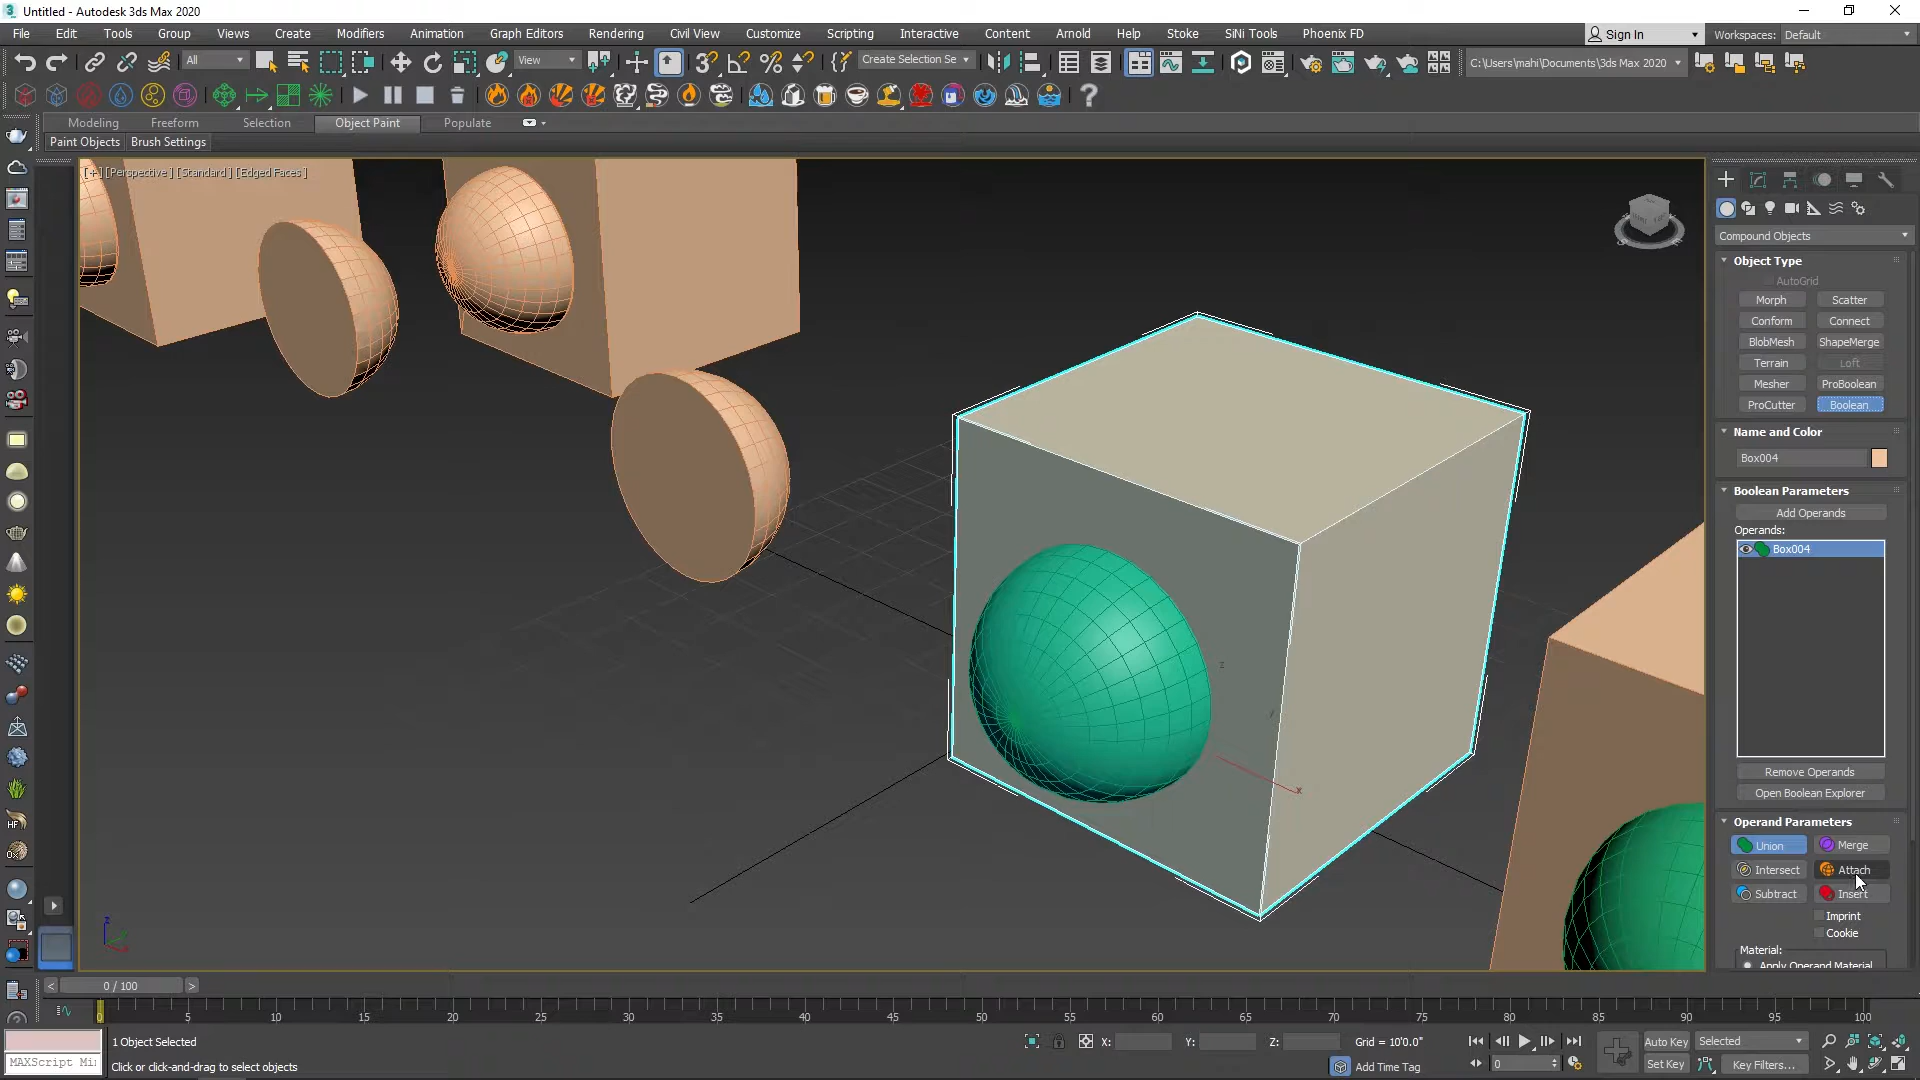 3 Untitled - Autodesk 3ds Max 2020
File Edit Tools Group Views Create Modifiers Animation Graph Editors Rendering Civil View Customize Scripting Interactive Content Arnold Help Stoke SiNi Tools Phoenix FD Sign In Workspaces: Default
All View Create Selection Se C:\Users\mahi\Documents\3ds Max 2020
Modeling Freeform Selection Object Paint Populate
Paint Objects Brush Settings
[+] [Perspective] [Standard] [Edged Faces]
Compound Objects
Object Type
AutoGrid
Morph Scatter
Conform Connect
BlobMesh ShapeMerge
Terrain Loft
Mesher ProBoolean
ProCutter Boolean
Name and Color
Box004
Boolean Parameters
Add Operands
Operands:
Box004
Remove Operands
Open Boolean Explorer
Operand Parameters
Union Merge
Intersect Attach
Subtract Insert
Imprint
Cookie
Material:
Apply Operand Material
z
y
x
HF
z
< 0 / 100 >
0 5 10 15 20 25 30 35 40 45 50 55 60 65 70 75 80 85 90 95 100
1 Object Selected X: Y: Z: Grid = 10'0.0" Auto Key Selected
MAXScript Mi Click or click-and-drag to select objects Add Time Tag 0 Set Key Key Filters...